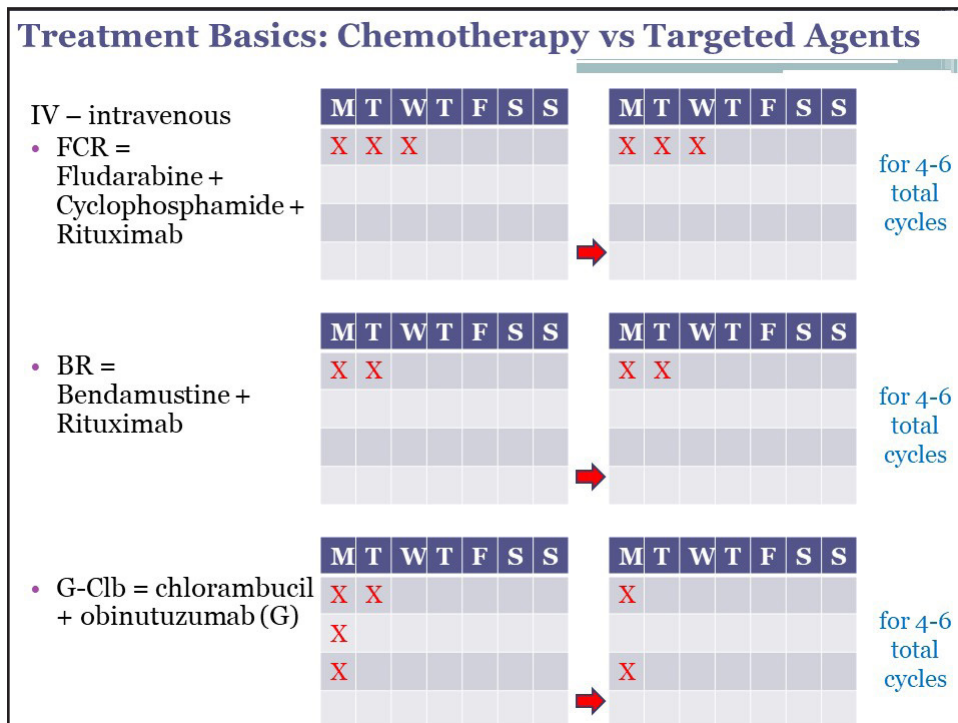 Treatment Basics: Chemotherapy vs Targeted Agents
IV – intravenous
• FCR =
Fludarabine +
Cyclophosphamide +
Rituximab
M T W T F S S
X X X
M T W T F S S
X X X
for 4-6
total
cycles
• BR =
Bendamustine +
Rituximab
M T W T F S S
X X
M T W T F S S
X X
for 4-6
total
cycles
• G-Clb = chlorambucil
+ obinutuzumab (G)
M T W T F S S
X X
X
X
M T W T F S S
X
X
for 4-6
total
cycles